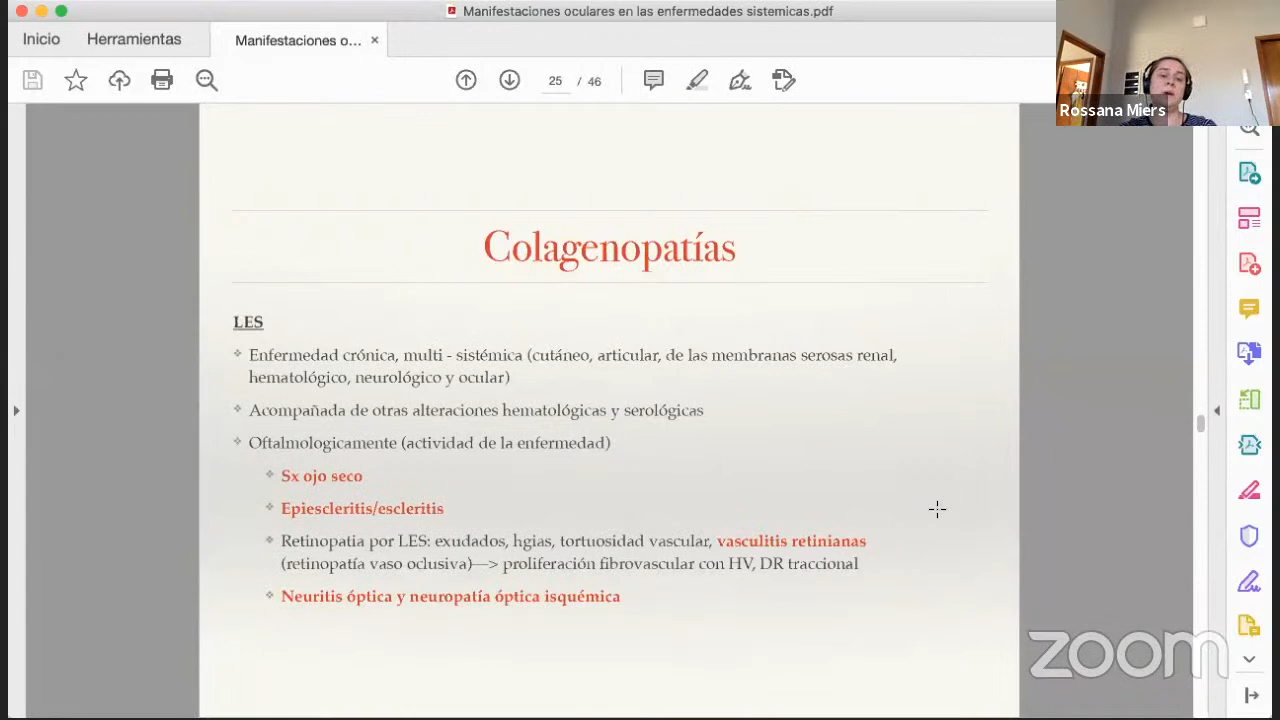 Manifestaciones oculares en las enfermedades sistemicas.pdf
Inicio
Herramientas
Manifestaciones o... ×
25 / 46
Rossana Miers
Colagenopatías
LES
Enfermedad crónica, multi - sistémica (cutáneo, articular, de las membranas serosas renal,
hematológico, neurológico y ocular)
Acompañada de otras alteraciones hematológicas y serológicas
Oftalmologicamente (actividad de la enfermedad)
Sx ojo seco
Epiescleritis/escleritis
Retinopatia por LES: exudados, hgias, tortuosidad vascular, vasculitis retinianas
(retinopatía vaso oclusiva)—> proliferación fibrovascular con HV, DR traccional
Neuritis óptica y neuropatía óptica isquémica
zoom